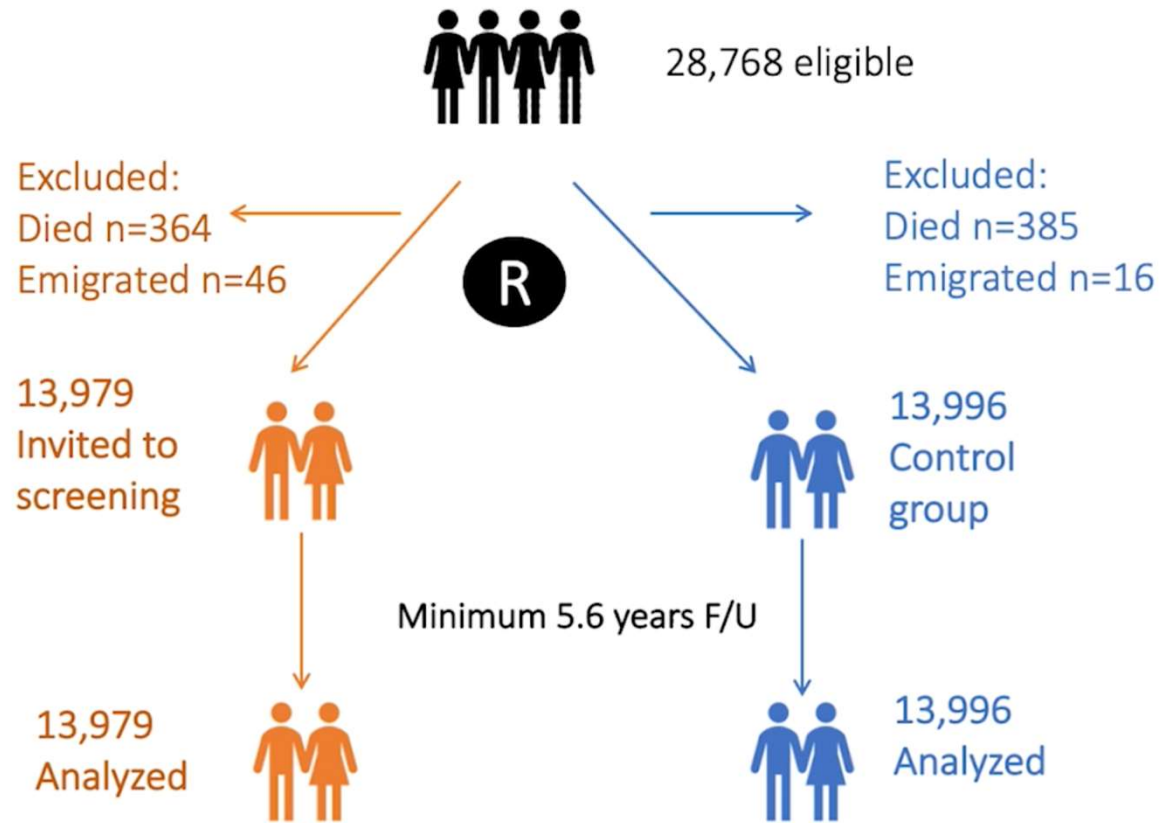 28,768 eligible
Excluded:
Died n=364
Emigrated n=46
Excluded:
Died n=385
Emigrated n=16
R
13,979
Invited to
screening
13,996
Control
group
Minimum 5.6 years F/U
13,979
Analyzed
13,996
Analyzed